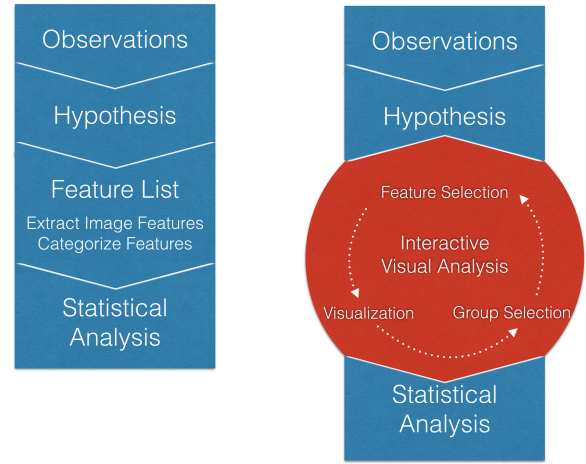 Observations
Hypothesis
Feature List
Extract Image Features
Categorize Features
Statistical
Analysis
Observations
Hypothesis
Feature Selection
Interactive
Visual Analysis
Visualization
Group Selection
Statistical
Analysis